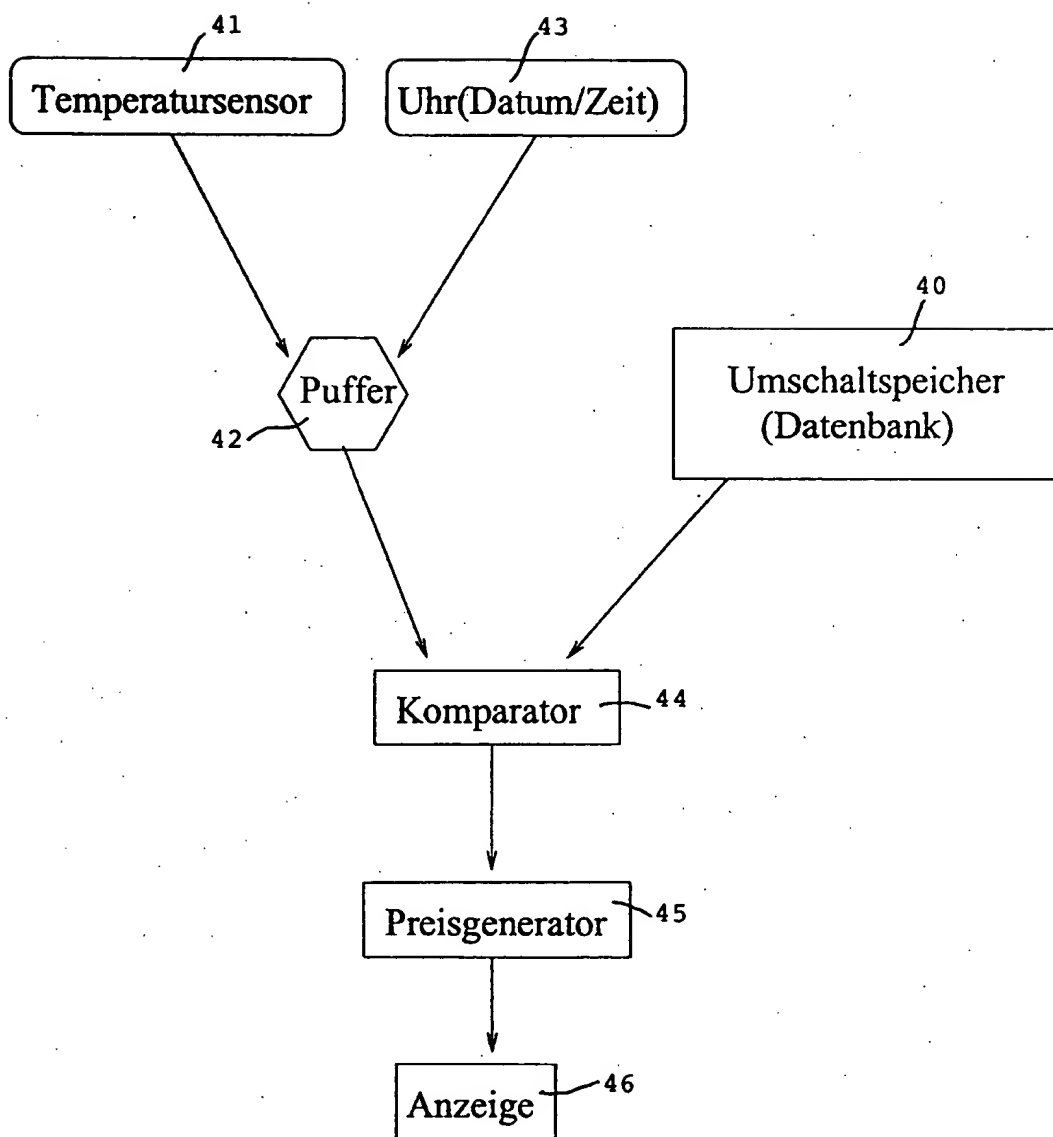 41
43
Temperatursensor
Uhr(Datum/Zeit)
40
Puffer
42
Umschaltspeicher
(Datenbank)
Komparator
44
Preisgenerator
45
Anzeige
46